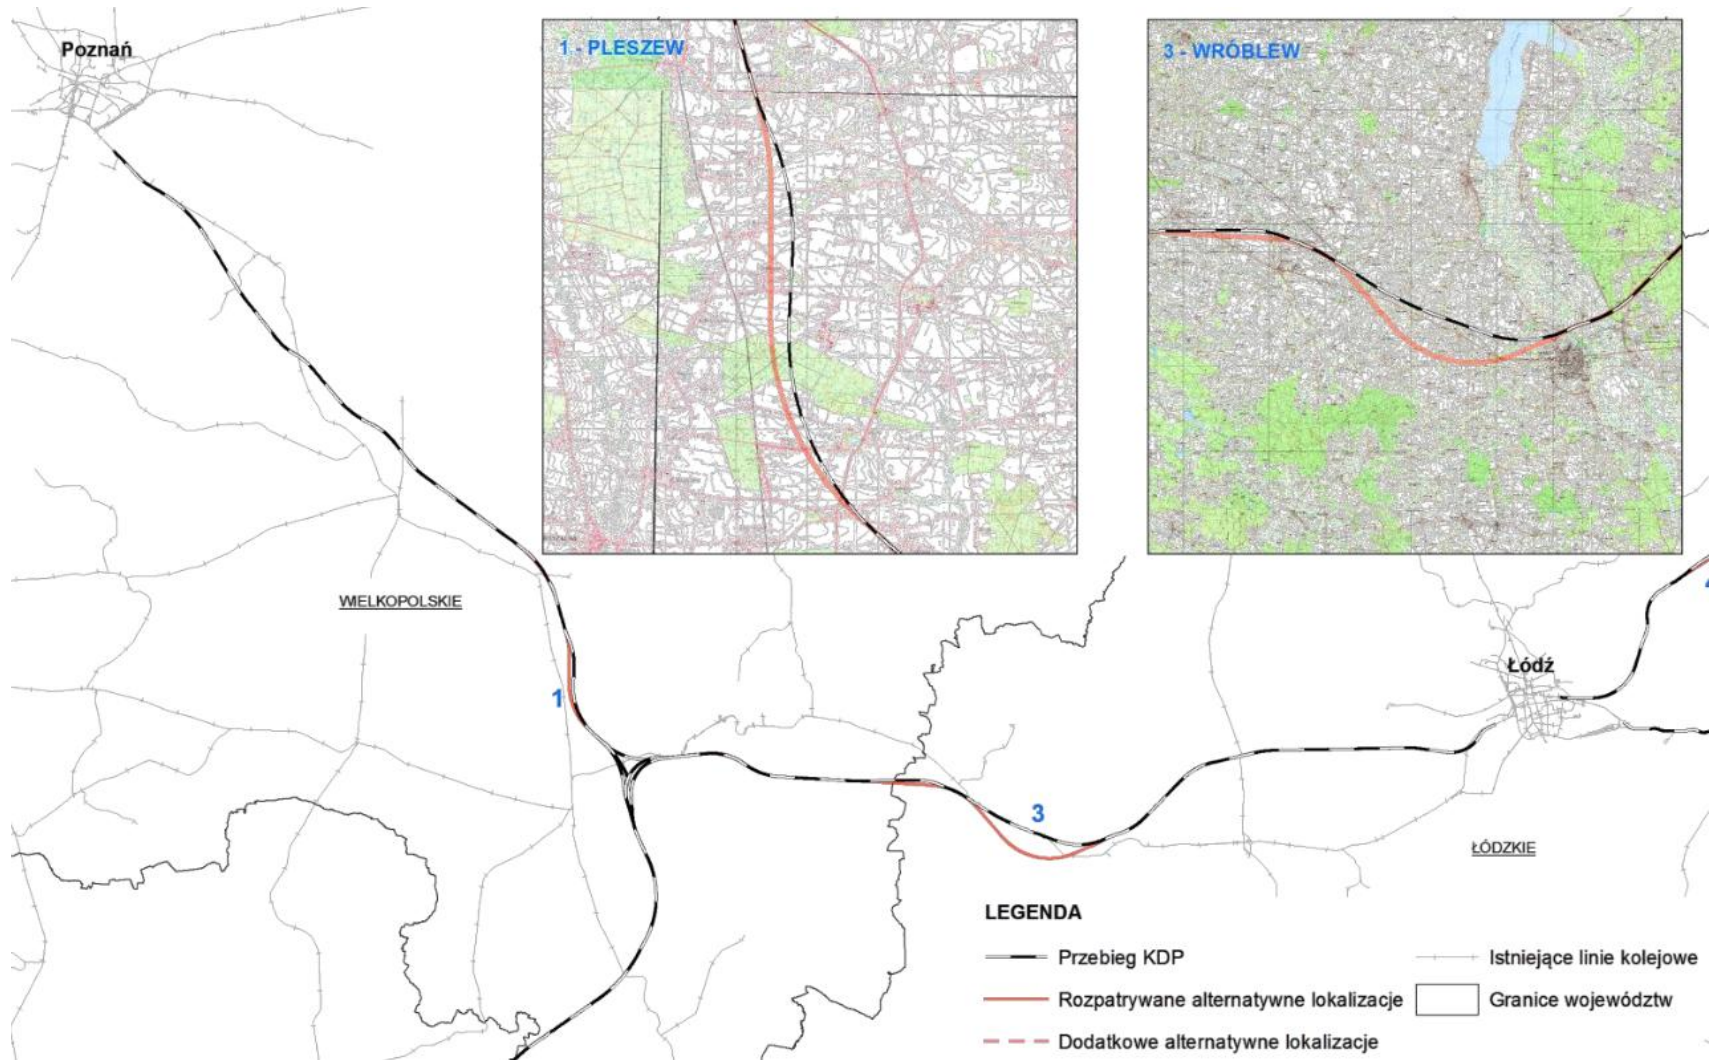 Poznań
1 - PLESZEW
3 - WRÓBLEW
WIELKOPOLSKIE
1
3
Łódź
ŁÓDZKIE
LEGENDA
Przebieg KDP
Istniejące linie kolejowe
Rozpatrywane alternatywne lokalizacje
Granice województw
Dodatkowe alternatywne lokalizacje